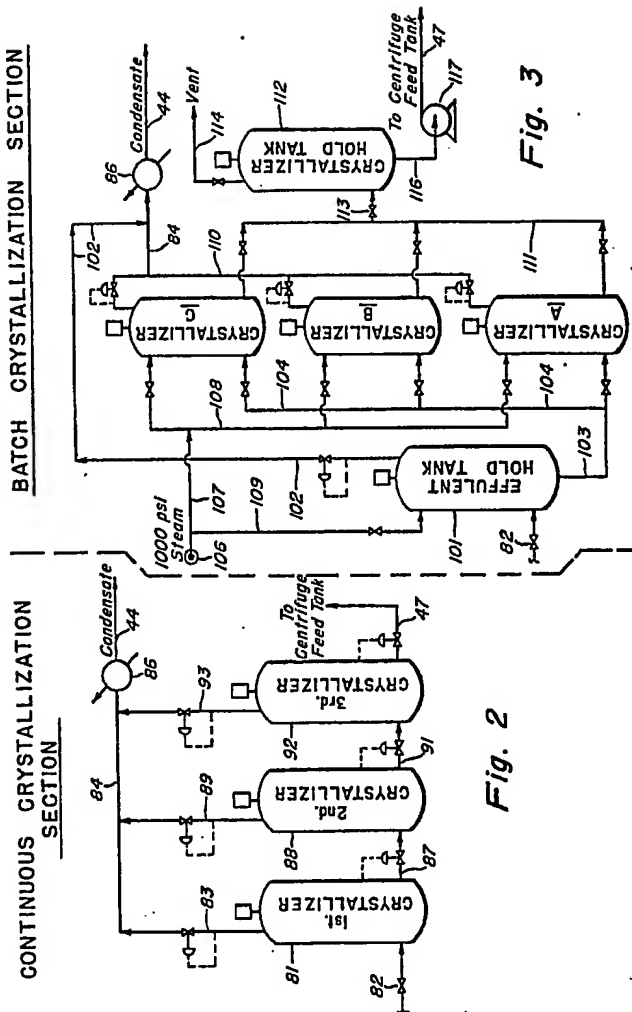 CONTINUOUS CRYSTALLIZATION
SECTION
Condensate
44
86
84
93
89
83
To
Centrifuge
Feed Tank
47
1st.
CRYSTALLIZER
2nd.
CRYSTALLIZER
3rd.
CRYSTALLIZER
81
82
87
88
91
92
Fig. 2
BATCH CRYSTALLIZATION SECTION
Condensate
44
86
102
84
110
Vent
114
112
CRYSTALLIZER
HOLD TANK
To Centrifuge
Feed Tank
47
117
116
113
111
CRYSTALLIZER
C
CRYSTALLIZER
B
CRYSTALLIZER
A
108
104
104
103
102
107
109
1000 psi
Steam
106
EFFULENT
HOLD TANK
101
82
Fig. 3